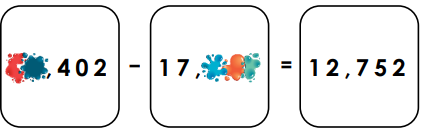 ,402 – 17, = 12,752